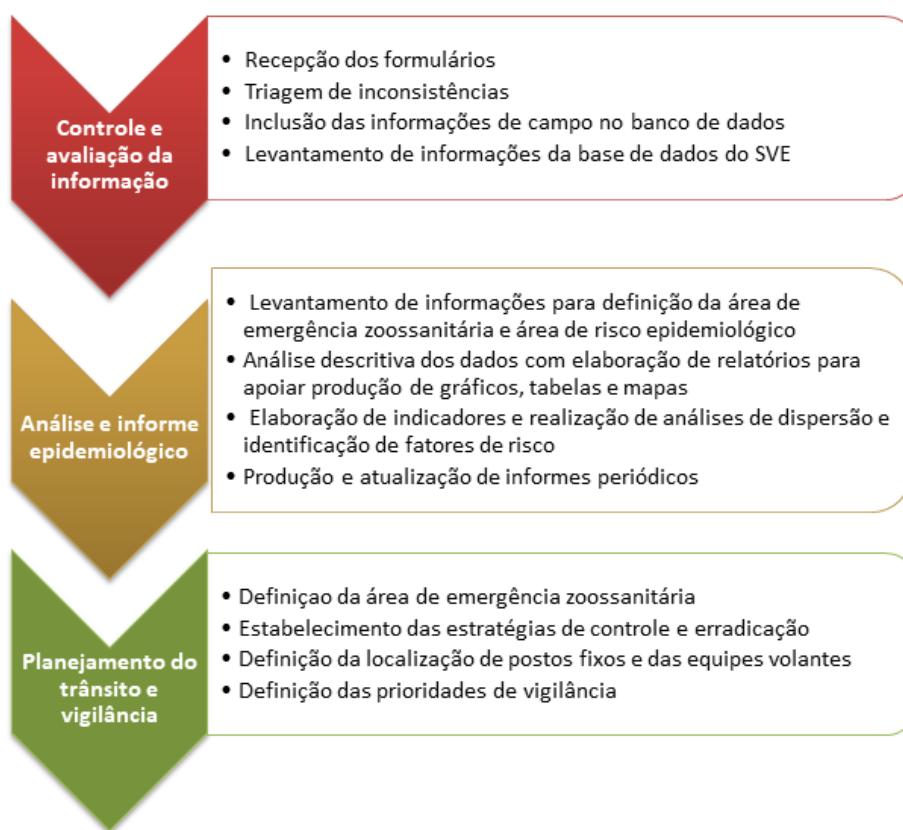 Controle e
avaliação da
informação
• Recepção dos formulários
• Triagem de inconsistências
• Inclusão das informações de campo no banco de dados
• Levantamento de informações da base de dados do SVE
Análise e informe
epidemiológico
• Levantamento de informações para definição da área de
emergência zoossanitária e área de risco epidemiológico
• Análise descritiva dos dados com elaboração de relatórios para
apoiar produção de gráficos, tabelas e mapas
• Elaboração de indicadores e realização de análises de dispersão e
identificação de fatores de risco
• Produção e atualização de informes periódicos
Planejamento do
trânsito e
vigilância
• Definiçao da área de emergência zoossanitária
• Estabelecimento das estratégias de controle e erradicação
• Definição da localização de postos fixos e das equipes volantes
• Definição das prioridades de vigilância